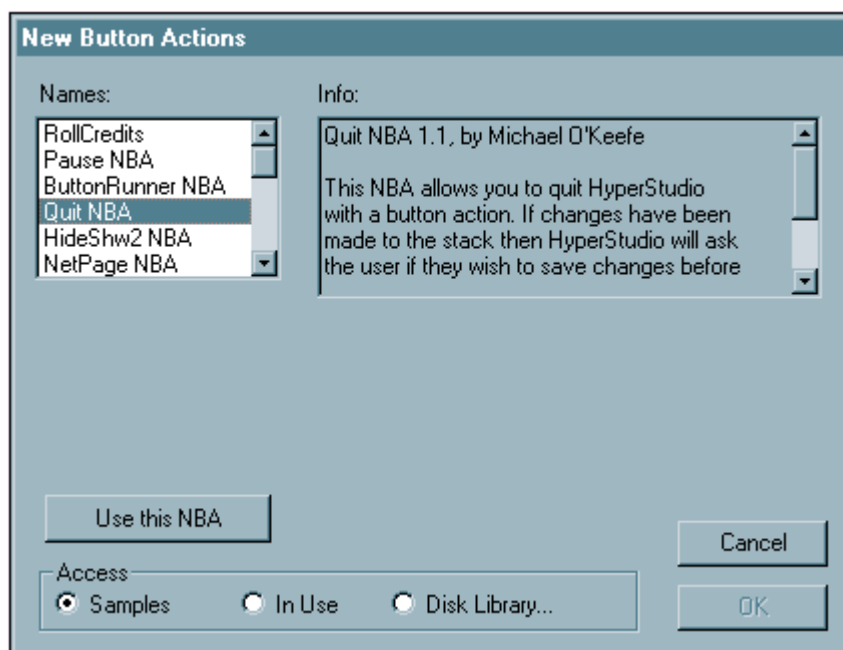 New Button Actions
Names:
RollCredits
Pause NBA
ButtonRunner NBA
Quit NBA
HideShw2 NBA
NetPage NBA
Info:
Quit NBA 1.1, by Michael O'Keefe
This NBA allows you to quit HyperStudio
with a button action. If changes have been
made to the stack then HyperStudio will ask
the user if they wish to save changes before
Use this NBA
Cancel
Access
Samples In Use Disk Library...
OK